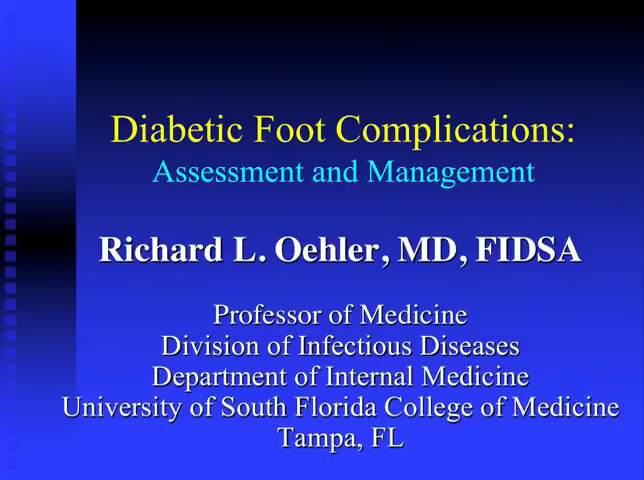 Diabetic Foot Complications:
Assessment and Management
Richard L. Oehler, MD, FIDSA
Professor of Medicine
Division of Infectious Diseases
Department of Internal Medicine
University of South Florida College of Medicine
Tampa, FL